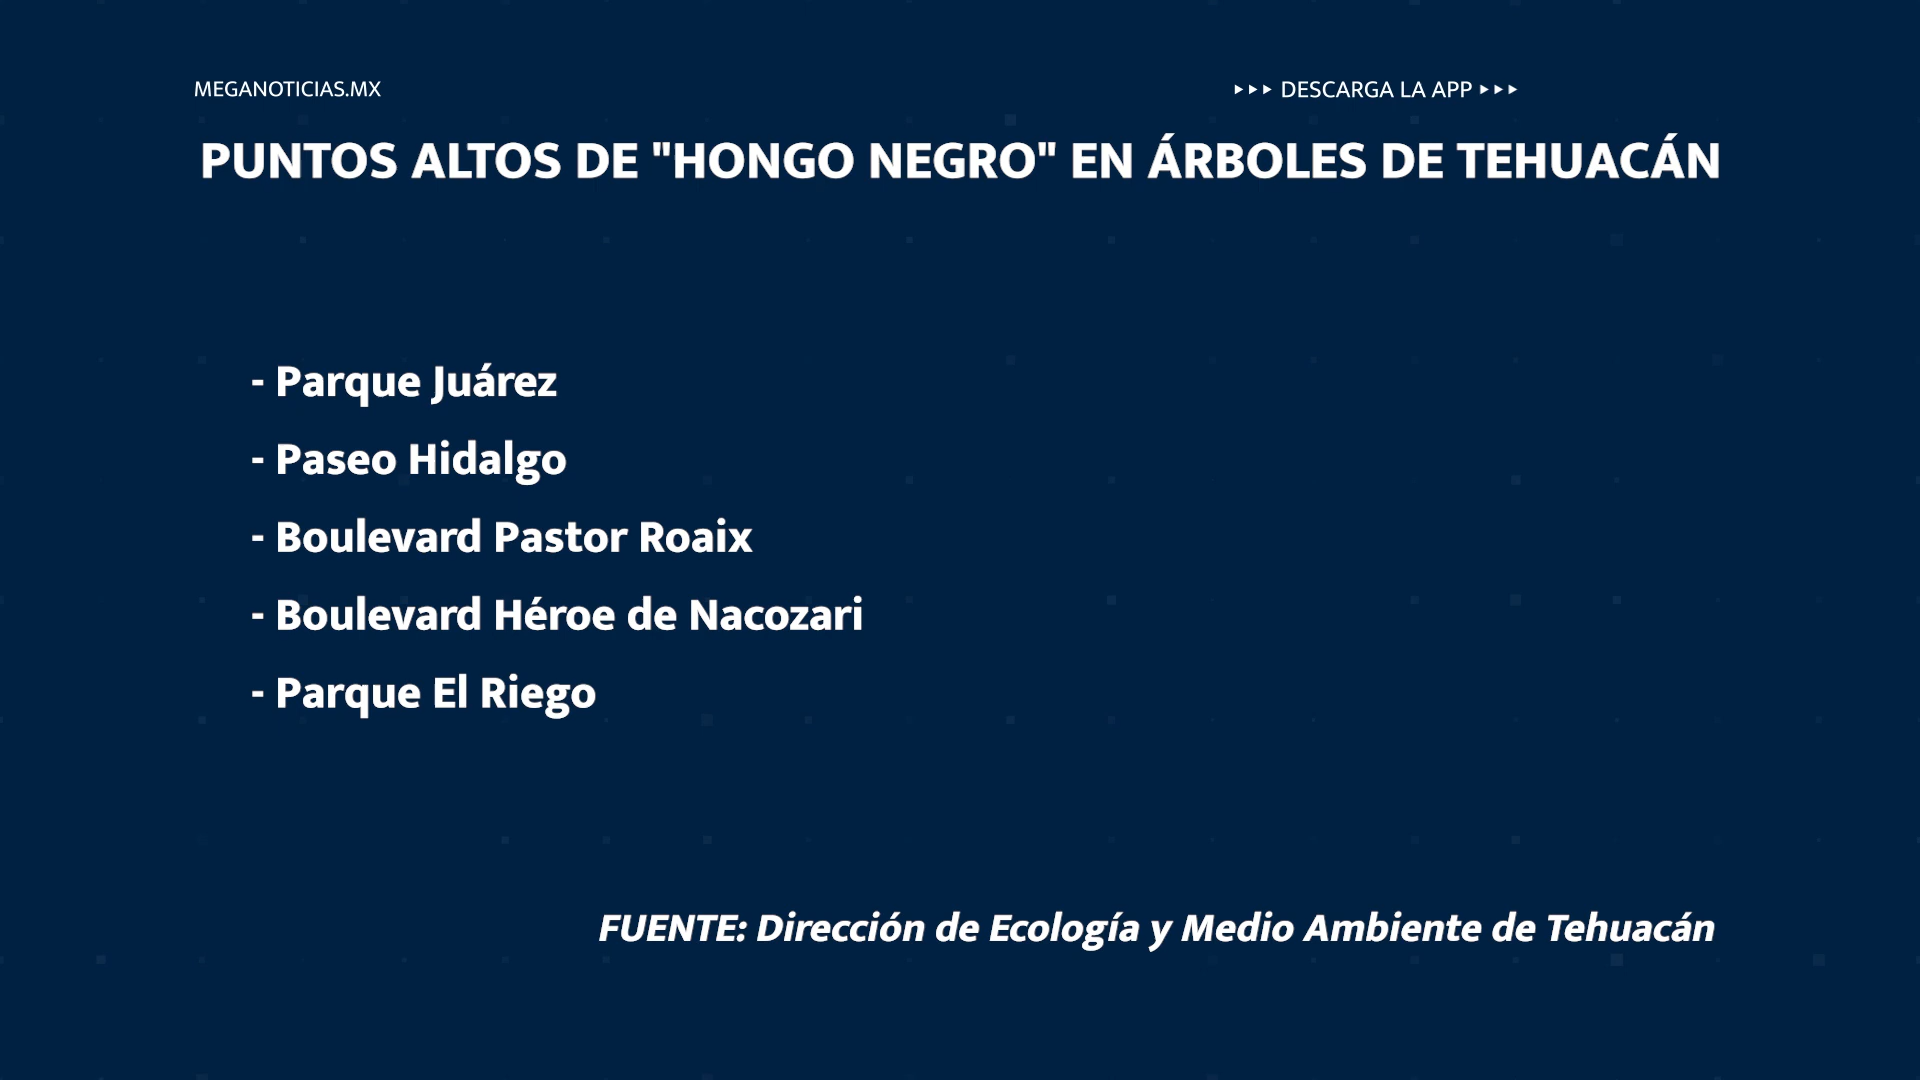 MEGANOTICIAS.MX
DESCARGA LA APP
PUNTOS ALTOS DE "HONGO NEGRO" EN ÁRBOLES DE TEHUACÁN
- Parque Juárez
- Paseo Hidalgo
- Boulevard Pastor Roaix
- Boulevard Héroe de Nacozari
- Parque El Riego
FUENTE: Dirección de Ecología y Medio Ambiente de Tehuacán